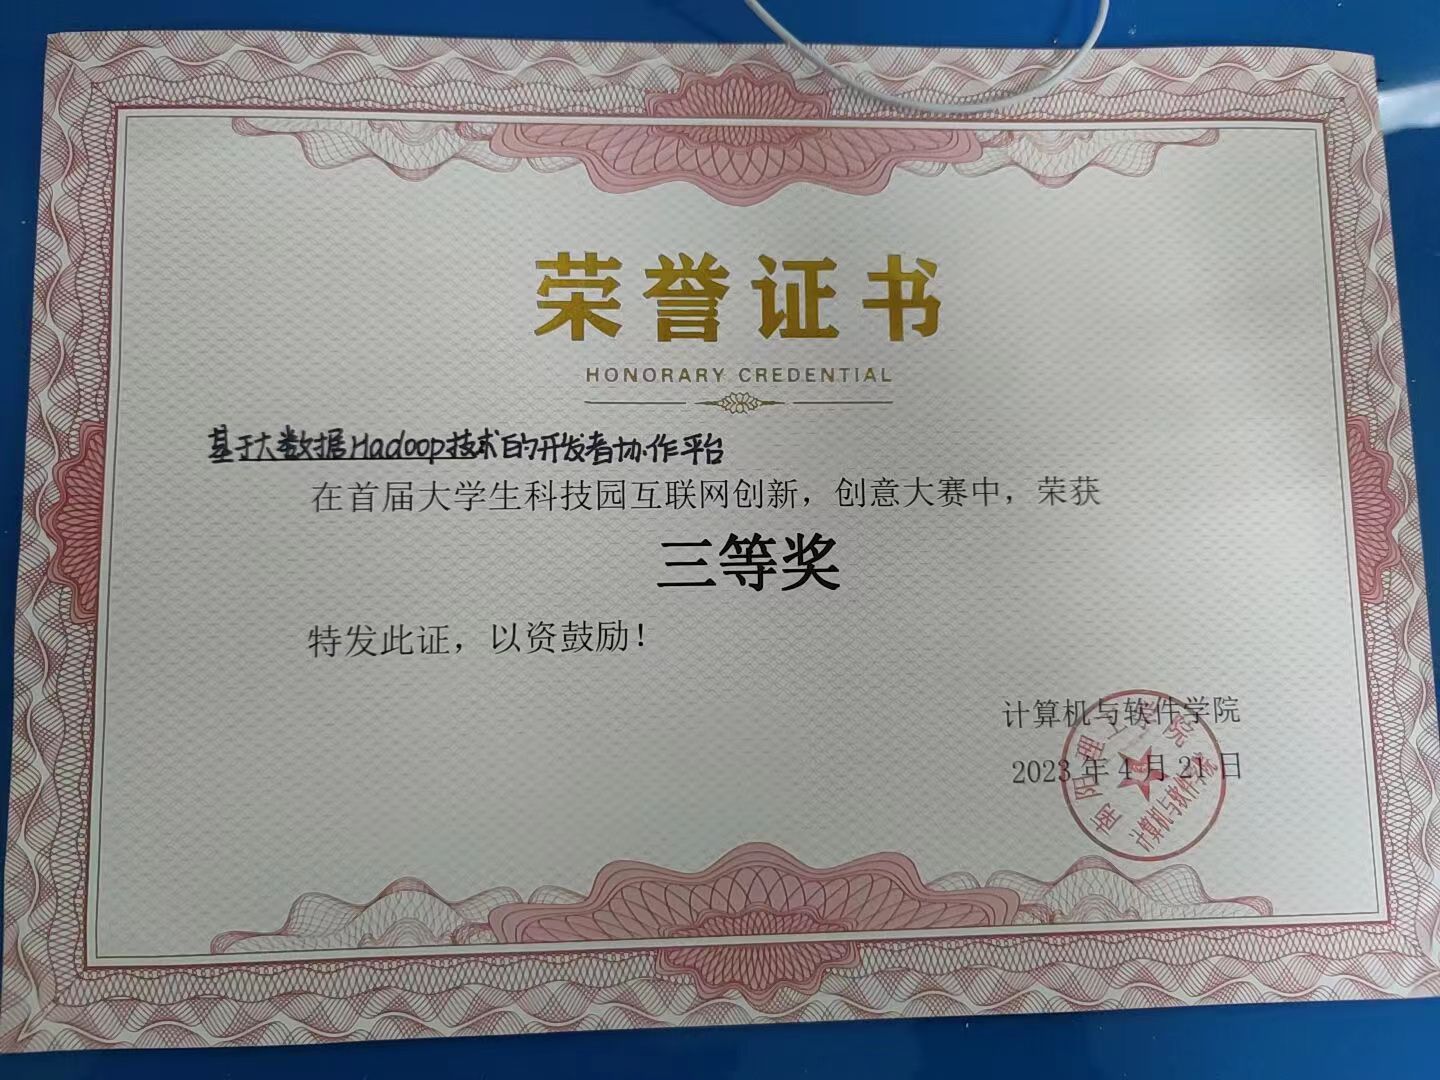 荣誉证书
HONORARY CREDENTIAL
基于大数据Hadoop技术的开发者协作平台
在首届大学生科技园互联网创新，创意大赛中，荣获
三等奖
特发此证，以资鼓励！
计算机与软件学院
2023 年 4 月 21 日
南阳理工学院
计算机与软件学院